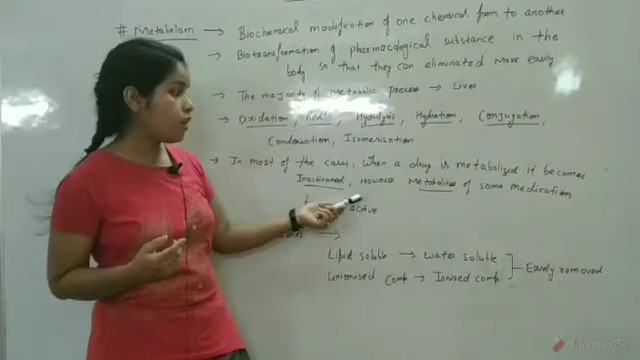 # Metabolism → Biochemical modification of one chemical form to another
→ Biotransformation of pharmacological substance in the
body so that they can eliminated more easily
→ The majority of Metabolic process → Liver
→ Oxidation, Redⁿ, Hydrolysis, Hydration, Conjugation,
Condensation, Isomerisation
→ In most of the cases, when a drug is metabolized it becomes
Inactivated, However Metabolites of some medication
active
Lipid soluble → water soluble
Unionised comp → Ionised comp
Easily removed